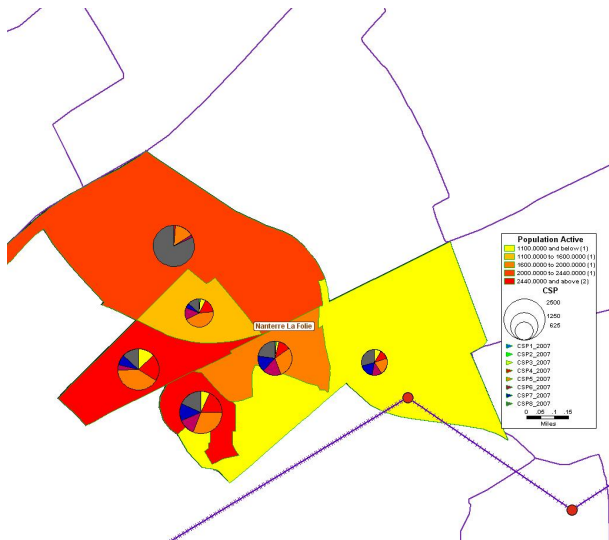 Nanterre La Folie
Population Active
1100.0000 and below (1)
1100.0000 to 1600.0000 (1)
1600.0000 to 2000.0000 (1)
2000.0000 to 2440.0000 (1)
2440.0000 and above (2)
CSP
2500
1250
625
CSP1_2007
CSP2_2007
CSP3_2007
CSP4_2007
CSP5_2007
CSP6_2007
CSP7_2007
CSP8_2007
0 .05 .1 .15
Miles